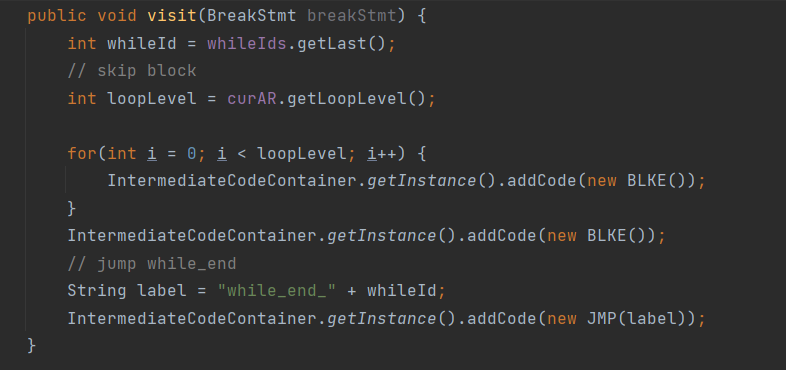 public void visit(BreakStmt breakStmt) {
    int whileId = whileIds.getLast();
    // skip block
    int loopLevel = curAR.getLoopLevel();

    for(int i = 0; i < loopLevel; i++) {
        IntermediateCodeContainer.getInstance().addCode(new BLKE());
    }
    IntermediateCodeContainer.getInstance().addCode(new BLKE());
    // jump while_end
    String label = "while_end_" + whileId;
    IntermediateCodeContainer.getInstance().addCode(new JMP(label));
}